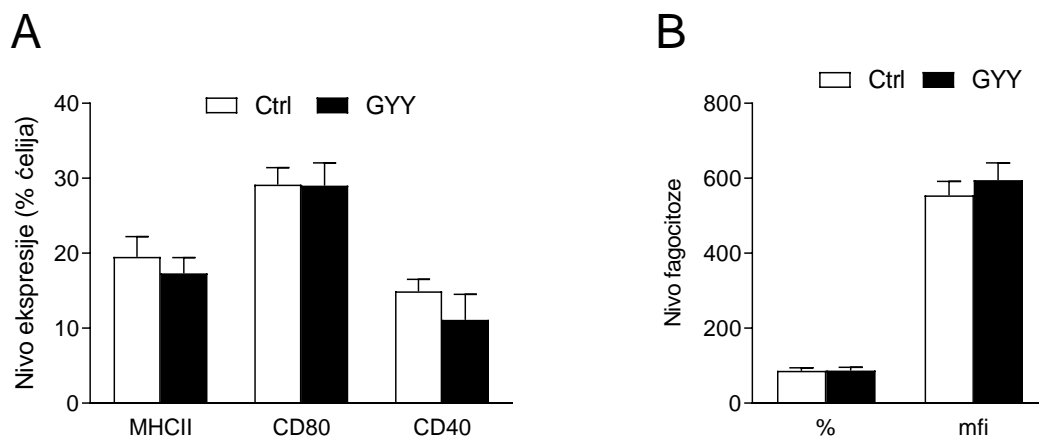 A
Nivo ekspresije (% ćelija)
Ctrl GYY
40
30
20
10
0
MHCII CD80 CD40
B
Nivo fagocitoze
Ctrl GYY
800
600
400
200
0
% mfi